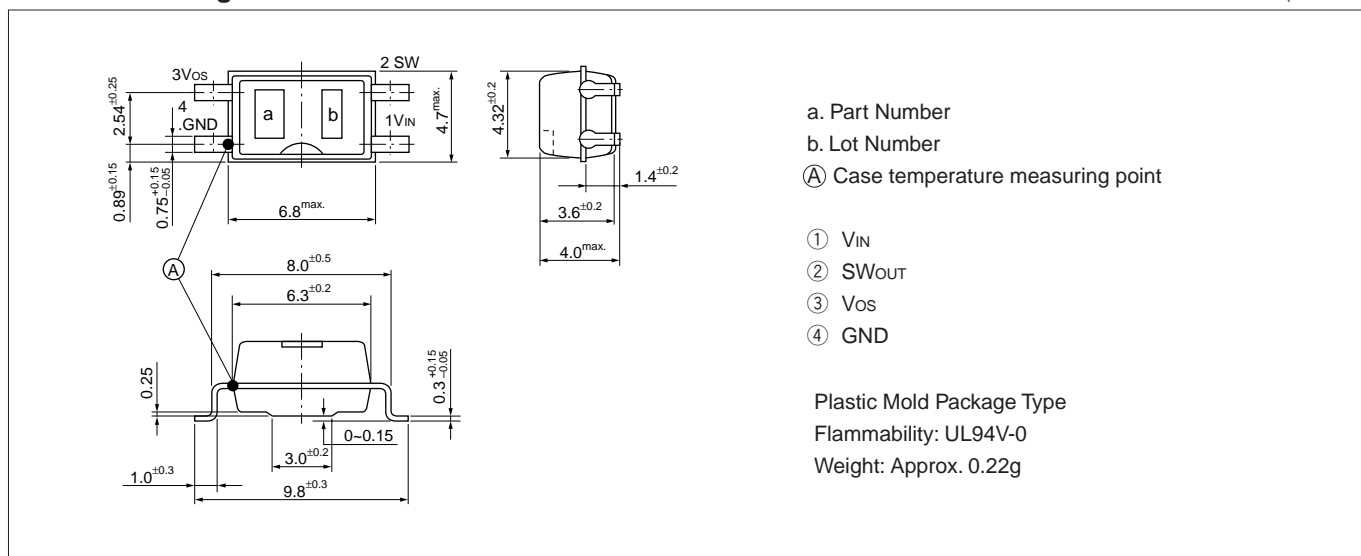 3VOS
2 SW
4
.GND
1VIN
a
b
2.54±0.25
0.89±0.15
0.75+0.15−0.05
4.7max.
6.8max.
4.32±0.2
1.4±0.2
3.6±0.2
4.0max.
A
8.0±0.5
6.3±0.2
0.25
0.3+0.15−0.05
0~0.15
3.0±0.2
1.0±0.3
9.8±0.3
a. Part Number
b. Lot Number
Ⓐ Case temperature measuring point
① VIN
② SWOUT
③ VOS
④ GND
Plastic Mold Package Type
Flammability: UL94V-0
Weight: Approx. 0.22g